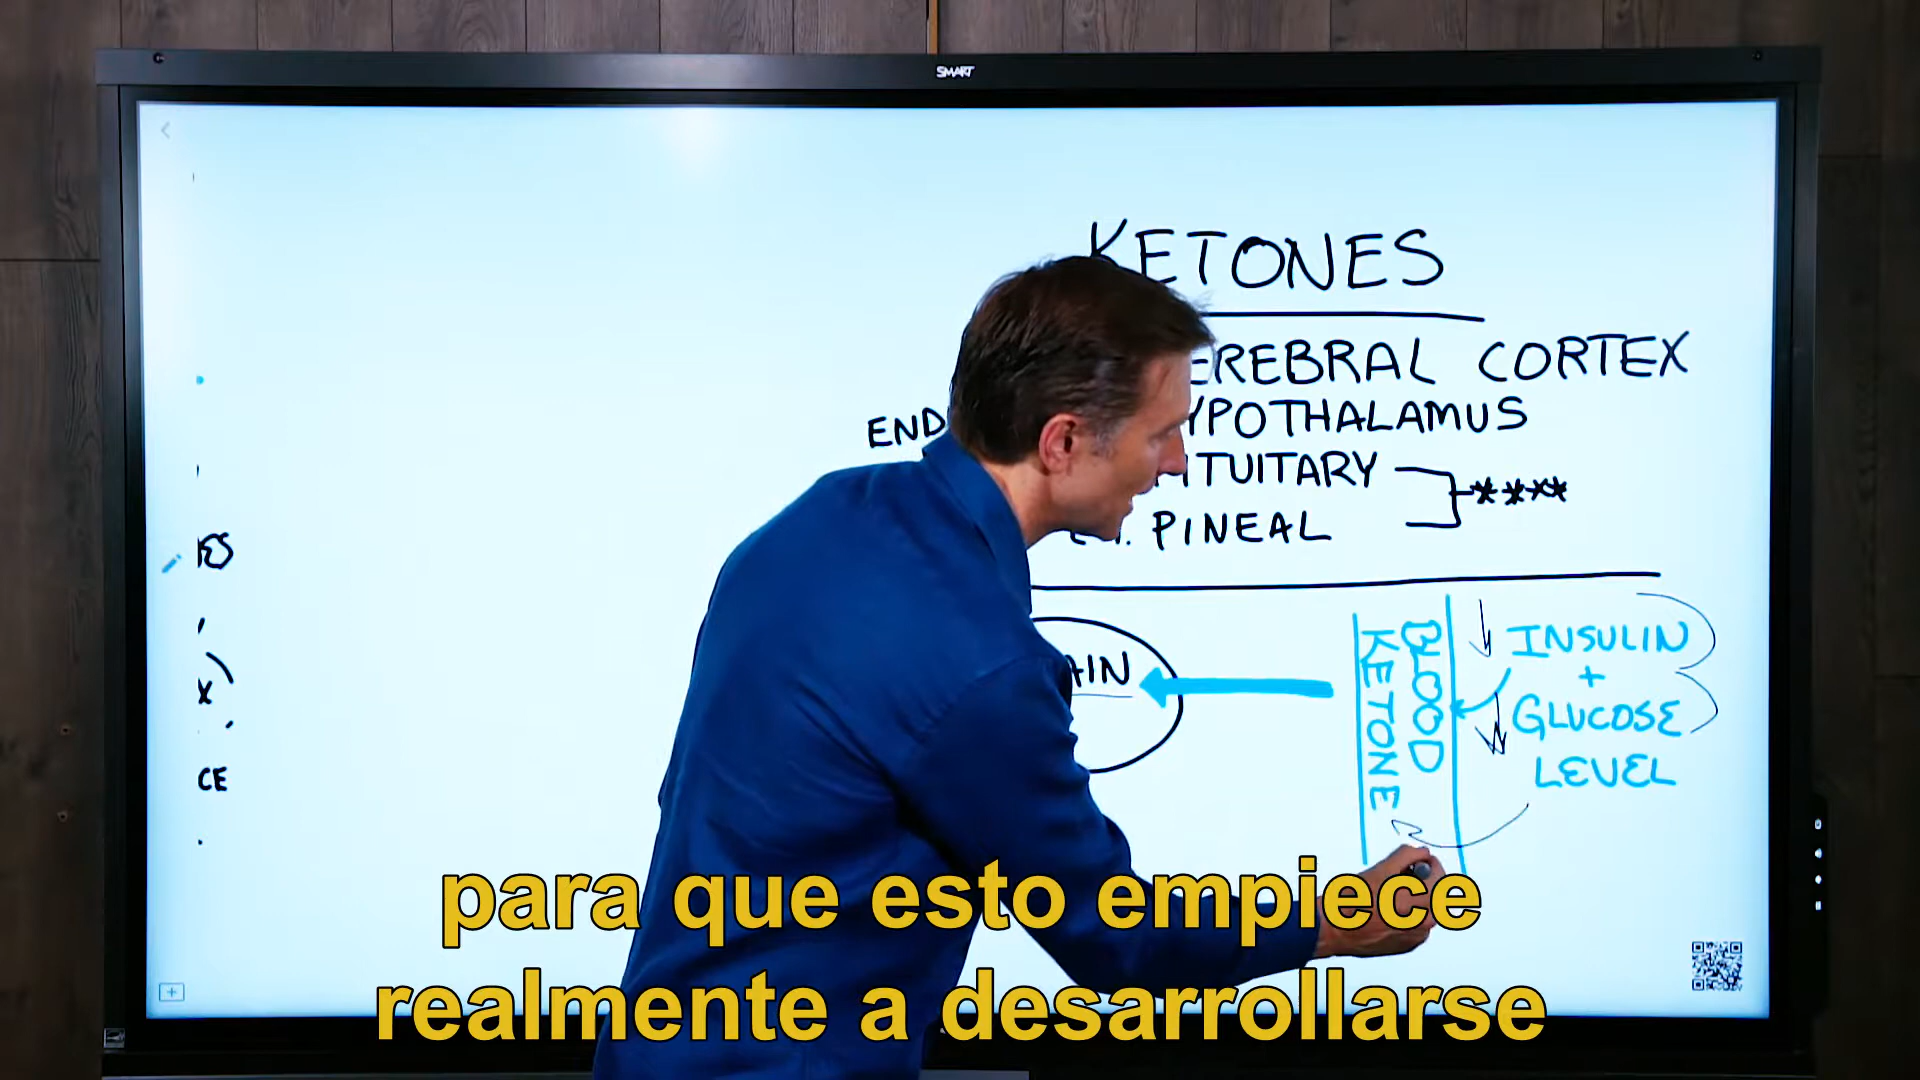 SMART
KETONES
EREBRAL CORTEX
END YPOTHALAMUS
ITUITARY ****
PINEAL
AIN
BLOOD
KETONE
INSULIN
+
GLUCOSE
LEVEL
X
CE
para que esto empiece
realmente a desarrollarse